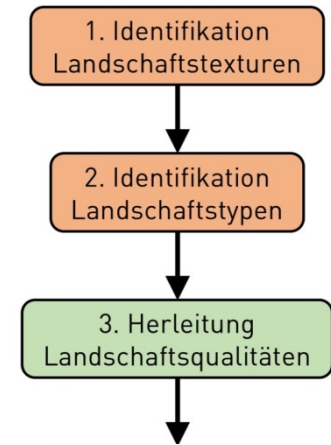 1. Identifikation
Landschaftstexturen
2. Identifikation
Landschaftstypen
3. Herleitung
Landschaftsqualitäten